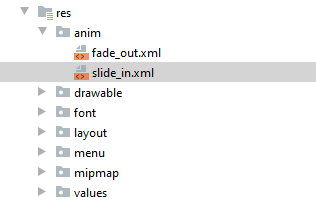 res
anim
fade_out.xml
slide_in.xml
drawable
font
layout
menu
mipmap
values